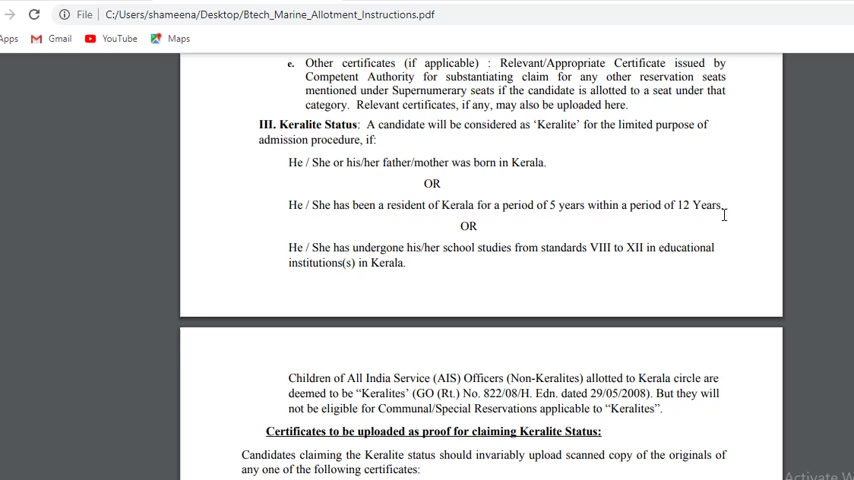 File C:/Users/shameena/Desktop/Btech_Marine_Allotment_Instructions.pdf
Apps Gmail YouTube Maps
e. Other certificates (if applicable) : Relevant/Appropriate Certificate issued by
Competent Authority for substantiating claim for any other reservation seats
mentioned under Supernumerary seats if the candidate is allotted to a seat under that
category. Relevant certificates, if any, may also be uploaded here.
III. Keralite Status: A candidate will be considered as ‘Keralite’ for the limited purpose of
admission procedure, if:
He / She or his/her father/mother was born in Kerala.
OR
He / She has been a resident of Kerala for a period of 5 years within a period of 12 Years.
OR
He / She has undergone his/her school studies from standards VIII to XII in educational
institutions(s) in Kerala.
Children of All India Service (AIS) Officers (Non-Keralites) allotted to Kerala circle are
deemed to be “Keralites’ (GO (Rt.) No. 822/08/H. Edn. dated 29/05/2008). But they will
not be eligible for Communal/Special Reservations applicable to “Keralites”.
Certificates to be uploaded as proof for claiming Keralite Status:
Candidates claiming the Keralite status should invariably upload scanned copy of the originals of
any one of the following certificates:
Activate W